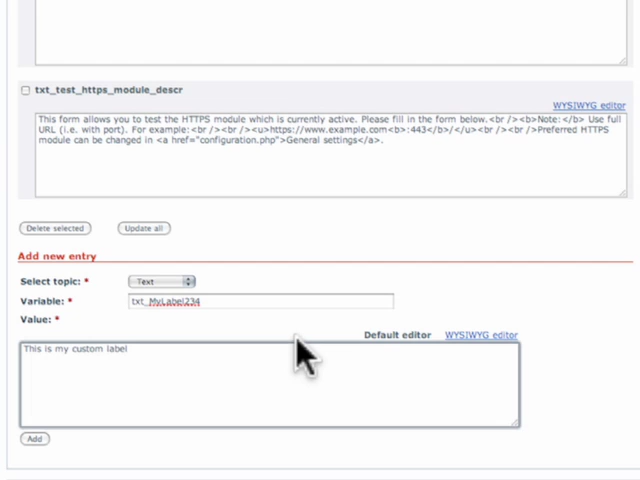 txt_test_https_module_descr
WYSIWYG editor
This form allows you to test the HTTPS module which is currently active. Please fill in the form below.<br /><b>Note:</b> Use full
URL (i.e. with port). For example:<br /><br /><u>https://www.example.com<b>:443</b></u><br /><br />Preferred HTTPS
module can be changed in <a href="configuration.php">General settings</a>.
Delete selected Update all
Add new entry
Select topic: * Text
Variable: * txt_MyLabel234
Value: *
Default editor WYSIWYG editor
This is my custom label
Add